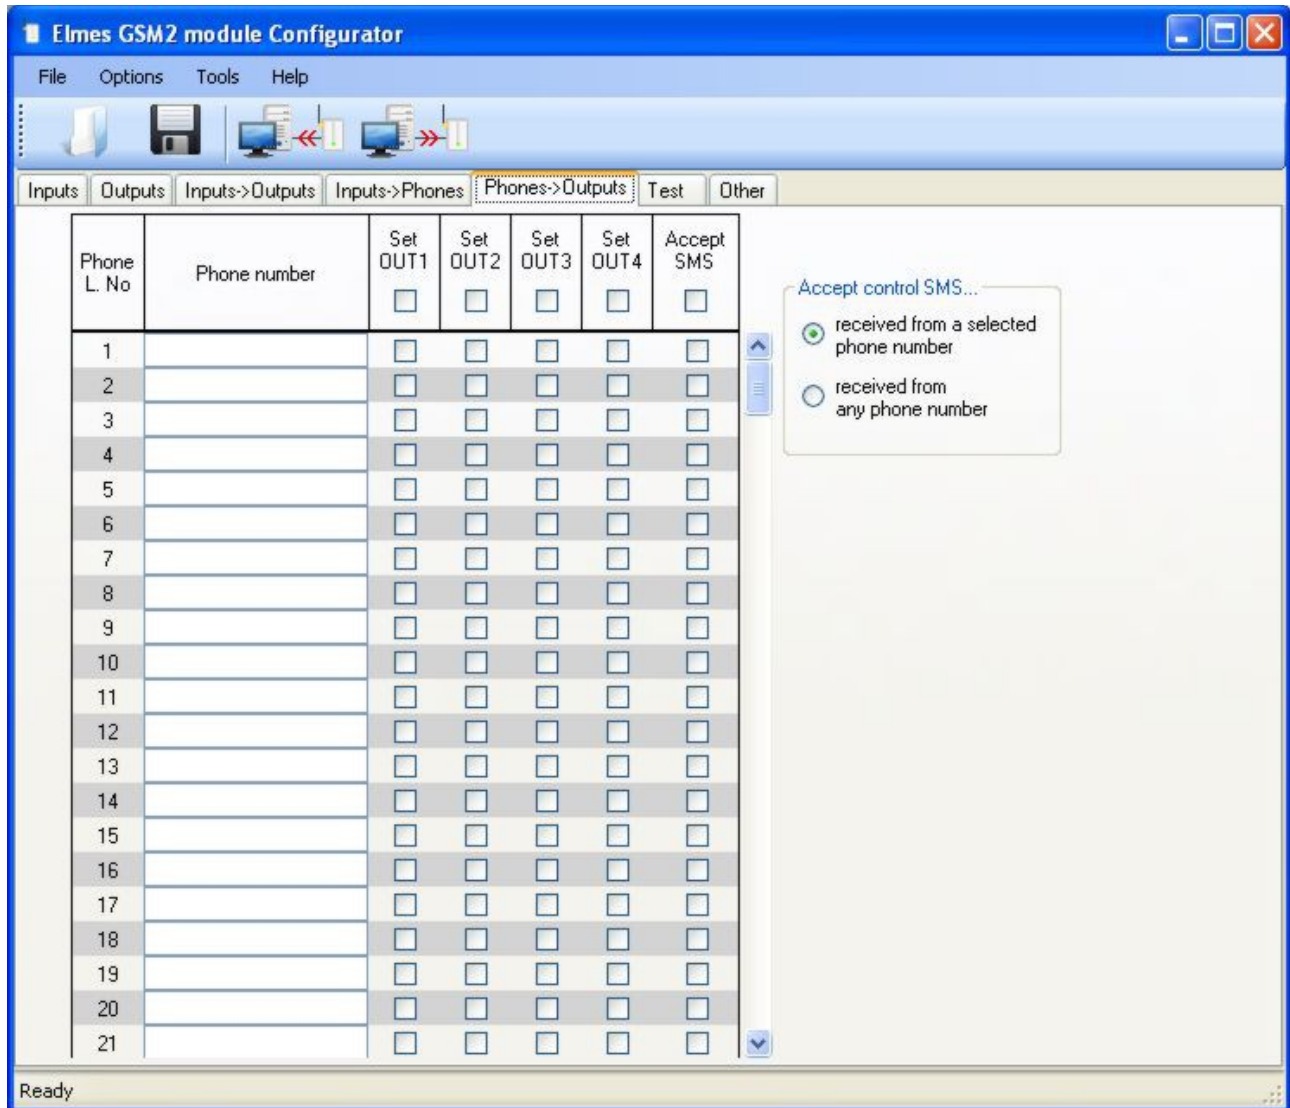 Elmes GSM2 module Configurator
File Options Tools Help
Inputs Outputs Inputs->Outputs Inputs->Phones Phones->Outputs Test Other
Phone L. No
Phone number
Set OUT1
Set OUT2
Set OUT3
Set OUT4
Accept SMS
Accept control SMS...
received from a selected
phone number
received from
any phone number
1
2
3
4
5
6
7
8
9
10
11
12
13
14
15
16
17
18
19
20
21
Ready